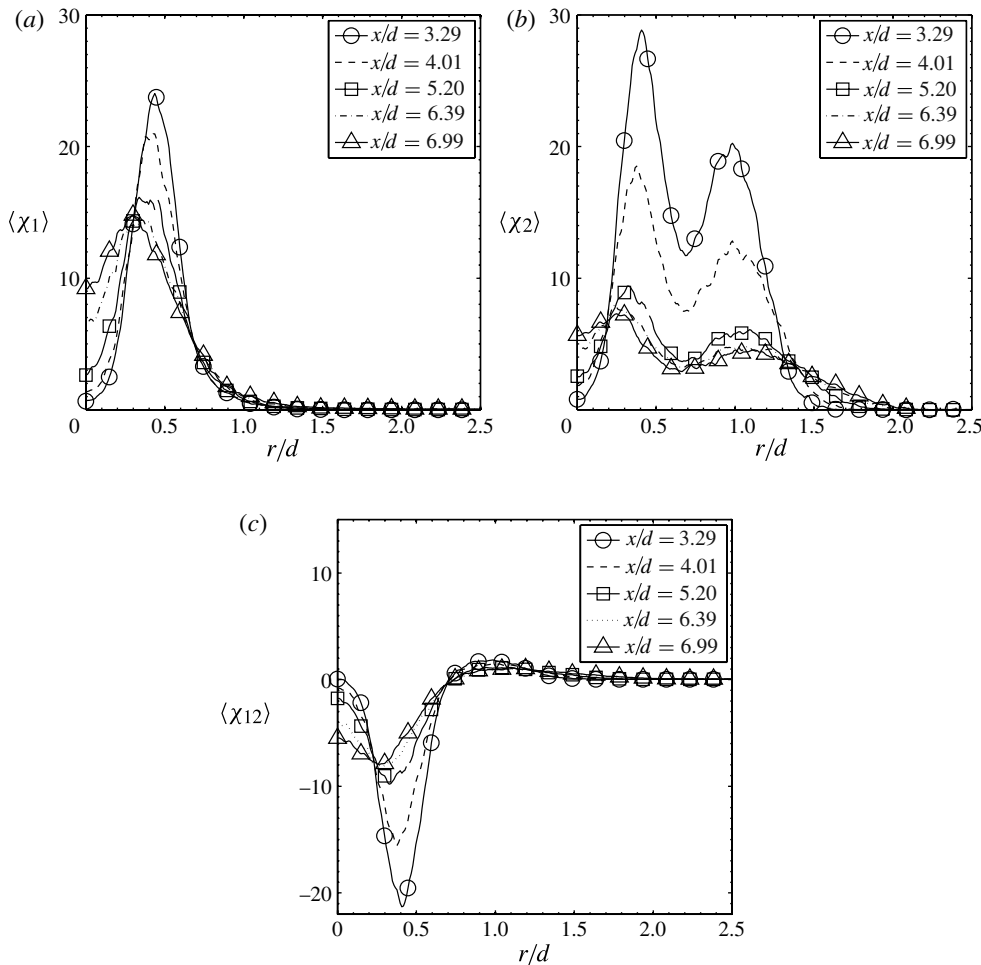 (a)
30
20
10
0
0.5
1.0
1.5
2.0
2.5
⟨χ1⟩
r/d
x/d = 3.29
x/d = 4.01
x/d = 5.20
x/d = 6.39
x/d = 6.99
(b)
30
20
10
0
0.5
1.0
1.5
2.0
2.5
⟨χ2⟩
r/d
x/d = 3.29
x/d = 4.01
x/d = 5.20
x/d = 6.39
x/d = 6.99
(c)
10
0
−10
−20
0
0.5
1.0
1.5
2.0
2.5
⟨χ12⟩
r/d
x/d = 3.29
x/d = 4.01
x/d = 5.20
x/d = 6.39
x/d = 6.99